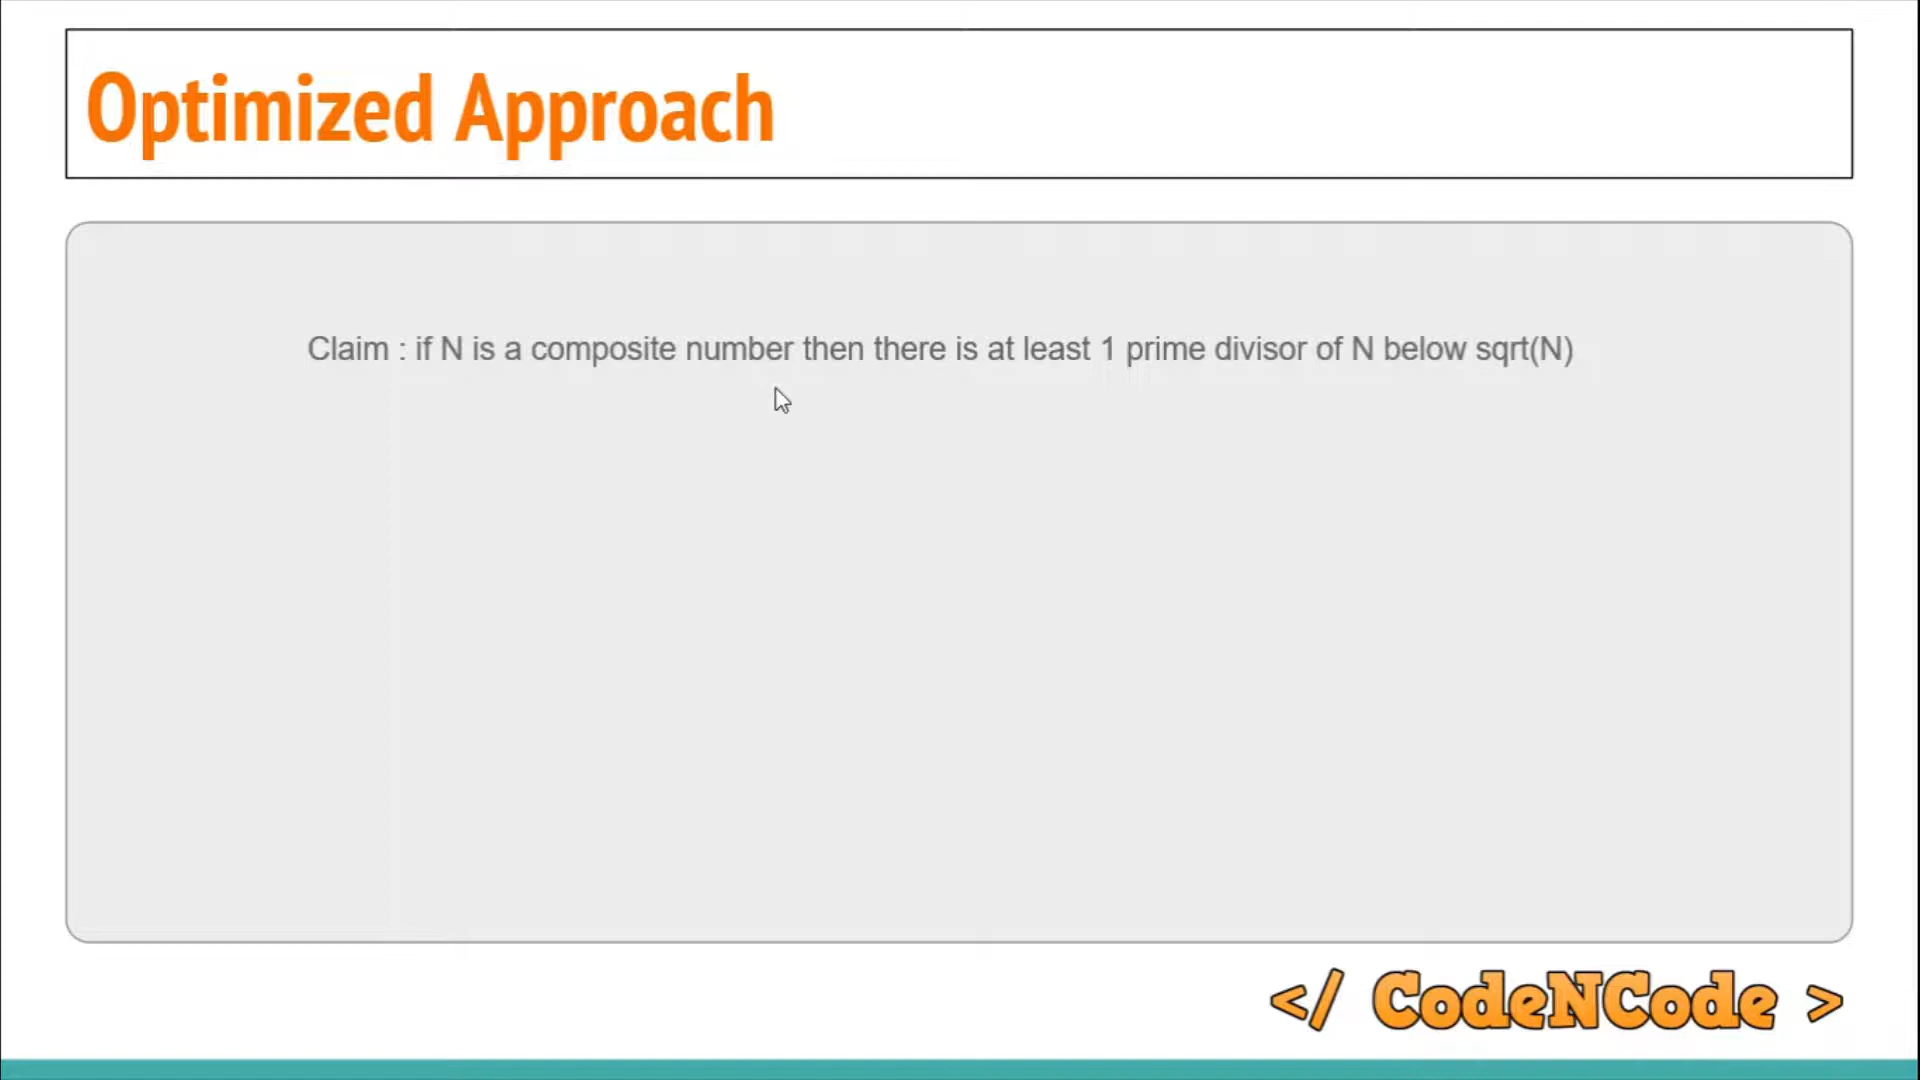 Optimized Approach
Claim : if N is a composite number then there is at least 1 prime divisor of N below sqrt(N)
</ CodeNCode >